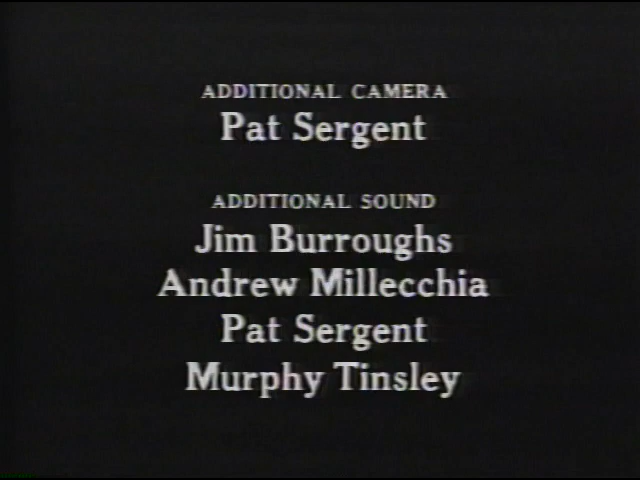 ADDITIONAL CAMERA
Pat Sergent
ADDITIONAL SOUND
Jim Burroughs
Andrew Millecchia
Pat Sergent
Murphy Tinsley